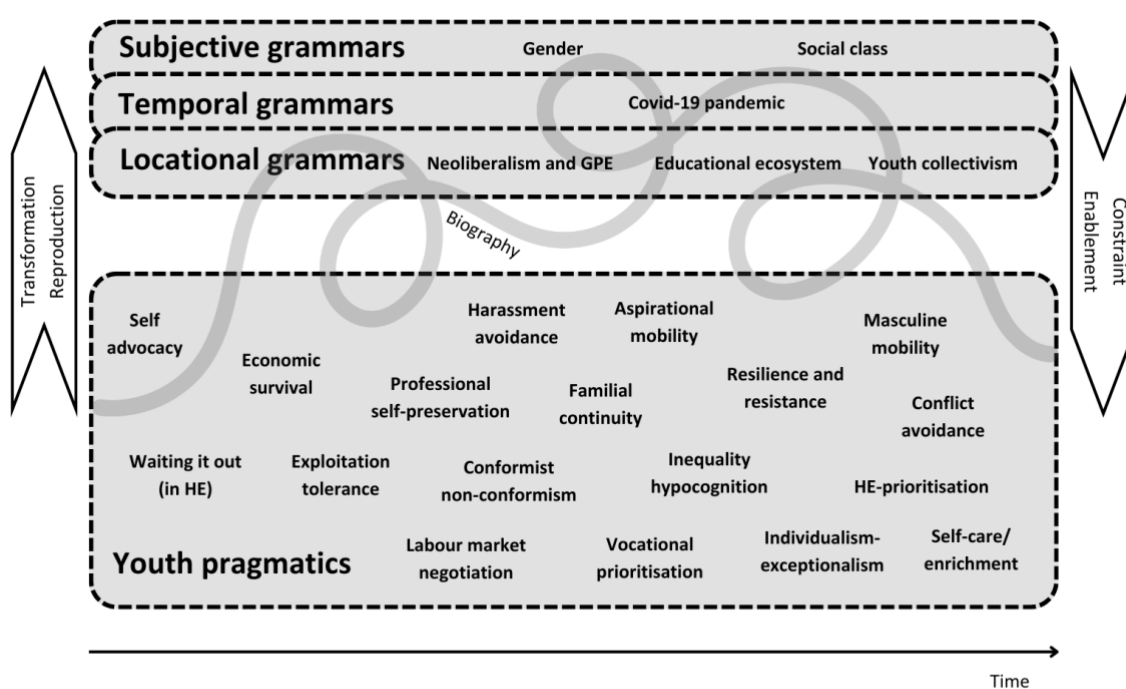 Subjective grammars
Gender
Social class
Temporal grammars
Covid-19 pandemic
Locational grammars
Neoliberalism and GPE
Educational ecosystem
Youth collectivism
Transformation
Reproduction
Constraint
Enablement
Biography
Self
advocacy
Economic
survival
Harassment
avoidance
Aspirational
mobility
Masculine
mobility
Professional
self-preservation
Familial
continuity
Resilience and
resistance
Conflict
avoidance
Waiting it out
(in HE)
Exploitation
tolerance
Conformist
non-conformism
Inequality
hypocognition
HE-prioritisation
Youth pragmatics
Labour market
negotiation
Vocational
prioritisation
Individualism-
exceptionalism
Self-care/
enrichment
Time